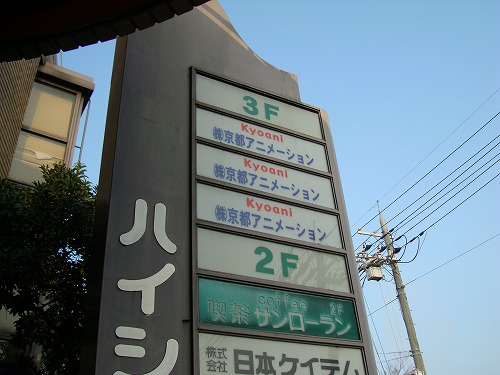 3F
Kyoani
㈱京都アニメーション
Kyoani
㈱京都アニメーション
Kyoani
㈱京都アニメーション
2F
coffee 2F
喫茶 サンローラン
株式会社 日本ケイテム
ハイシ